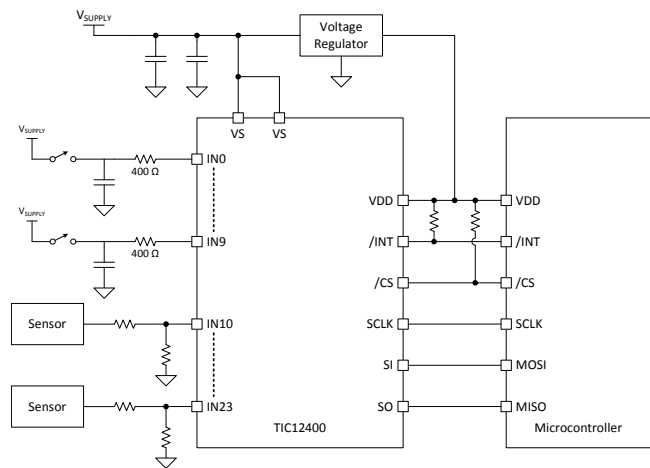 VSUPPLY
Voltage
Regulator
VS VS
VSUPPLY
400 Ω
IN0
VDD VDD
VSUPPLY
400 Ω
IN9
/INT /INT
/CS /CS
Sensor
IN10
SCLK SCLK
SI MOSI
Sensor
IN23
SO MISO
TIC12400 Microcontroller